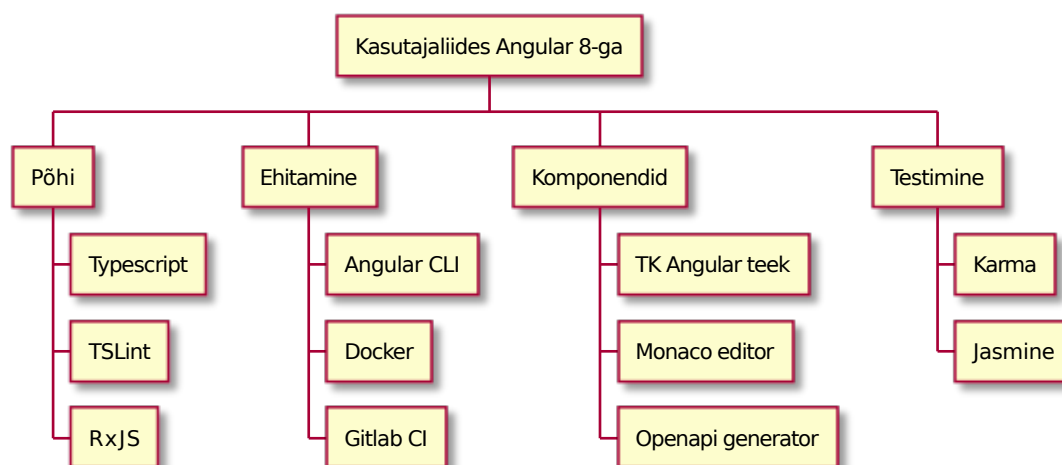 Kasutajaliides Angular 8-ga
Põhi
Ehitamine
Komponendid
Testimine
Typescript
Angular CLI
TK Angular teek
Karma
TSLint
Docker
Monaco editor
Jasmine
RxJS
Gitlab CI
Openapi generator